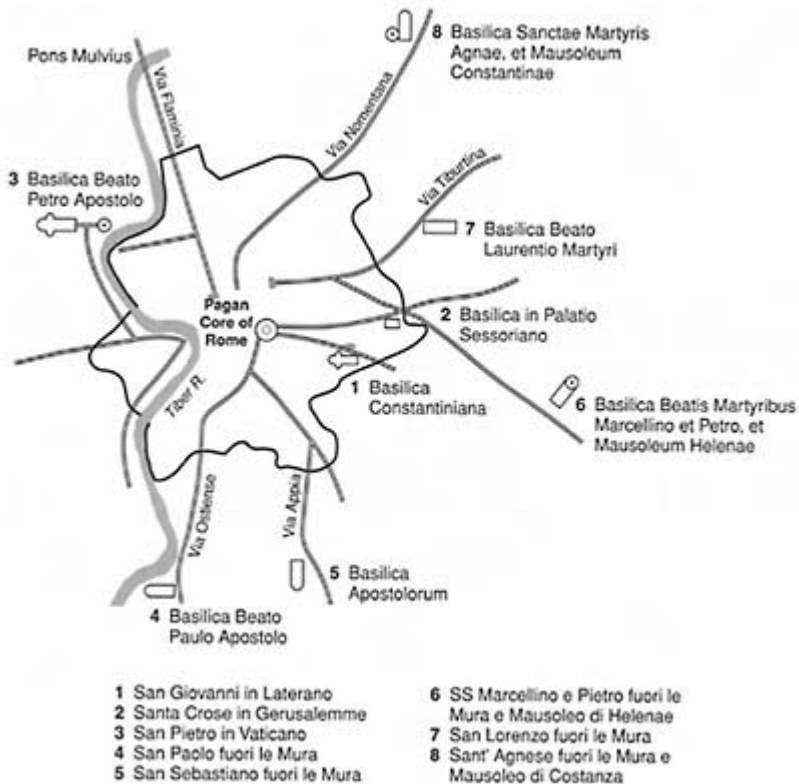 8 Basilica Sanctae Martyris
Agnae, et Mausoleum
Constantinae
Pons Mulvius
Via Flaminia
Via Nomentana
3 Basilica Beato
Petro Apostolo
Via Tiburtina
7 Basilica Beato
Laurentio Martyri
Pagan
Core of
Rome
2 Basilica in Palatio
Sessoriano
Tiber R.
1 Basilica
Constantiniana
6 Basilica Beatis Martyribus
Marcellino et Petro, et
Mausoleum Helenae
Via Ostiense
Via Appia
5 Basilica
Apostolorum
4 Basilica Beato
Paulo Apostolo
1 San Giovanni in Laterano
2 Santa Crose in Gerusalemme
3 San Pietro in Vaticano
4 San Paolo fuori le Mura
5 San Sebastiano fuori le Mura
6 SS Marcellino e Pietro fuori le
Mura e Mausoleo di Helenae
7 San Lorenzo fuori le Mura
8 Sant' Agnese fuori le Mura e
Mausoleo di Costanza